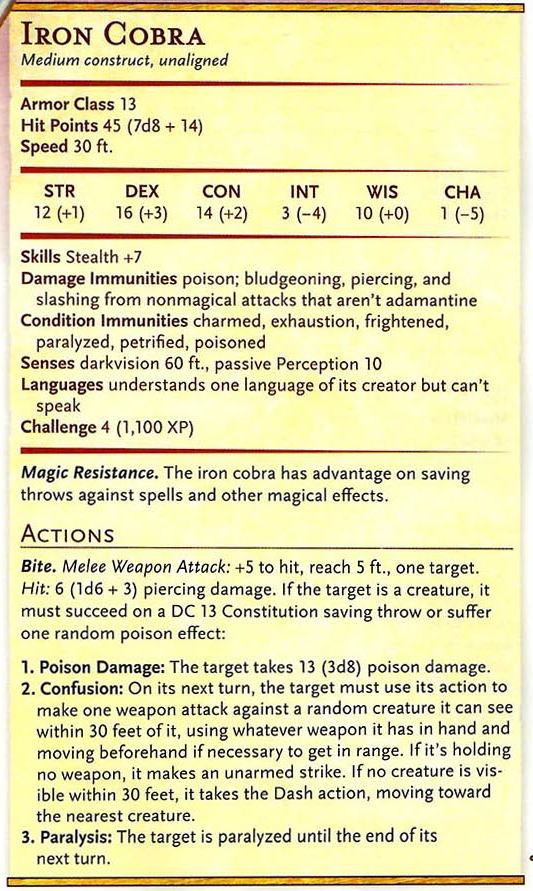 IRON COBRA
Medium construct, unaligned
Armor Class 13
Hit Points 45 (7d8 + 14)
Speed 30 ft.
STR DEX CON INT WIS CHA
12 (+1) 16 (+3) 14 (+2) 3 (−4) 10 (+0) 1 (−5)
Skills Stealth +7
Damage Immunities poison; bludgeoning, piercing, and
slashing from nonmagical attacks that aren't adamantine
Condition Immunities charmed, exhaustion, frightened,
paralyzed, petrified, poisoned
Senses darkvision 60 ft., passive Perception 10
Languages understands one language of its creator but can't
speak
Challenge 4 (1,100 XP)
Magic Resistance. The iron cobra has advantage on saving
throws against spells and other magical effects.
ACTIONS
Bite. Melee Weapon Attack: +5 to hit, reach 5 ft., one target.
Hit: 6 (1d6 + 3) piercing damage. If the target is a creature, it
must succeed on a DC 13 Constitution saving throw or suffer
one random poison effect:
1. Poison Damage: The target takes 13 (3d8) poison damage.
2. Confusion: On its next turn, the target must use its action to
make one weapon attack against a random creature it can see
within 30 feet of it, using whatever weapon it has in hand and
moving beforehand if necessary to get in range. If it's holding
no weapon, it makes an unarmed strike. If no creature is vis-
ible within 30 feet, it takes the Dash action, moving toward
the nearest creature.
3. Paralysis: The target is paralyzed until the end of its
next turn.